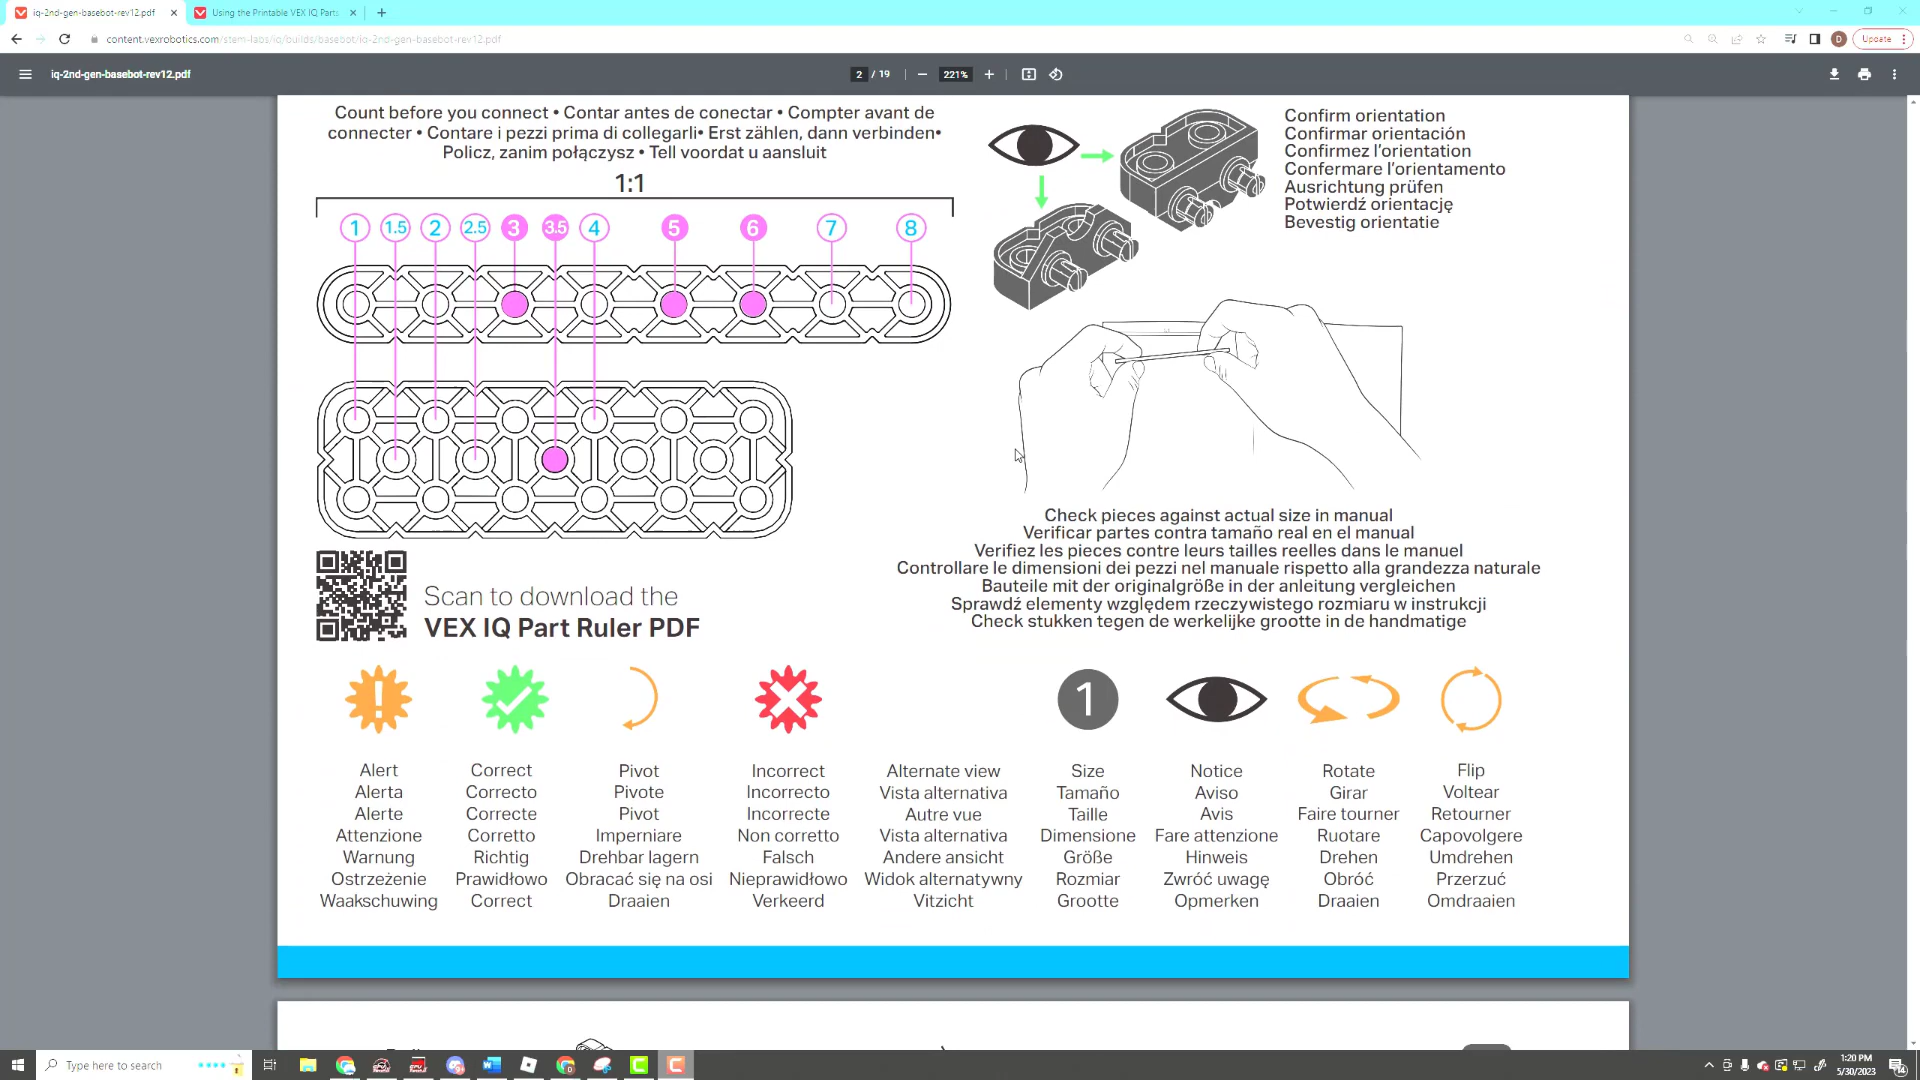 iq-2nd-gen-basebot-rev12.pdf
Using the Printable VEX IQ Parts
content.vexrobotics.com/stem-labs/iq/builds/basebot/iq-2nd-gen-basebot-rev12.pdf
D
Update
iq-2nd-gen-basebot-rev12.pdf
2 / 19
221%
Count before you connect • Contar antes de conectar • Compter avant de
connecter • Contare i pezzi prima di collegarli• Erst zählen, dann verbinden•
Policz, zanim połączysz • Tell voordat u aansluit
1:1
1 1.5 2 2.5 3 3.5 4 5 6 7 8
Confirm orientation
Confirmar orientación
Confirmez l'orientation
Confermare l'orientamento
Ausrichtung prüfen
Potwierdź orientację
Bevestig orientatie
Check pieces against actual size in manual
Verificar partes contra tamaño real en el manual
Verifiez les pieces contre leurs tailles reelles dans le manuel
Controllare le dimensioni dei pezzi nel manuale rispetto alla grandezza naturale
Bauteile mit der originalgröße in der anleitung vergleichen
Sprawdź elementy względem rzeczywistego rozmiaru w instrukcji
Check stukken tegen de werkelijke grootte in de handmatige
Scan to download the
VEX IQ Part Ruler PDF
1
Alert Correct Pivot Incorrect Alternate view Size Notice Rotate Flip
Alerta Correcto Pivote Incorrecto Vista alternativa Tamaño Aviso Girar Voltear
Alerte Correcte Pivot Incorrecte Autre vue Taille Avis Faire tourner Retourner
Attenzione Corretto Imperniare Non corretto Vista alternativa Dimensione Fare attenzione Ruotare Capovolgere
Warnung Richtig Drehbar lagern Falsch Andere ansicht Größe Hinweis Drehen Umdrehen
Ostrzeżenie Prawidłowo Obracać się na osi Nieprawidłowo Widok alternatywny Rozmiar Zwróć uwagę Obróć Przerzuć
Waakschuwing Correct Draaien Verkeerd Vitzicht Grootte Opmerken Draaien Omdraaien
Type here to search
1:20 PM
5/30/2023